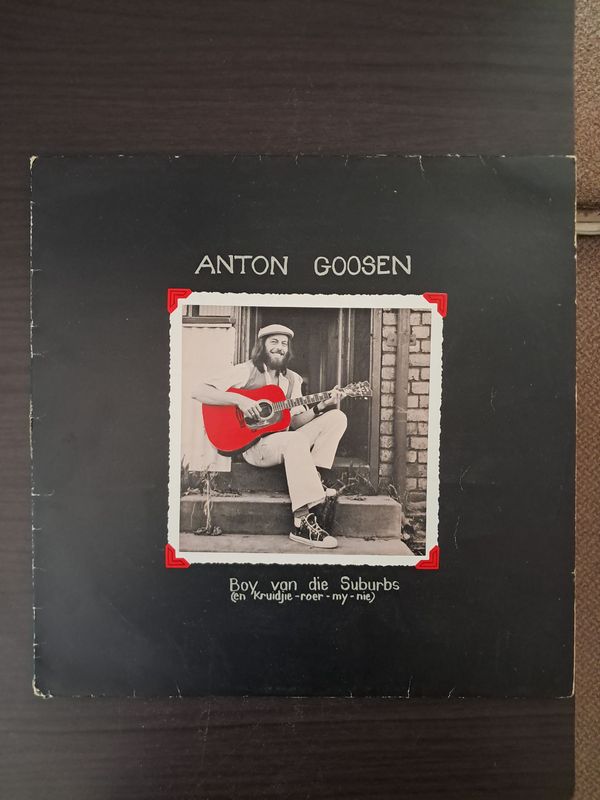 ANTON GOOSEN
Boy van die Suburbs
(en Kruidjie-roer-my-nie)